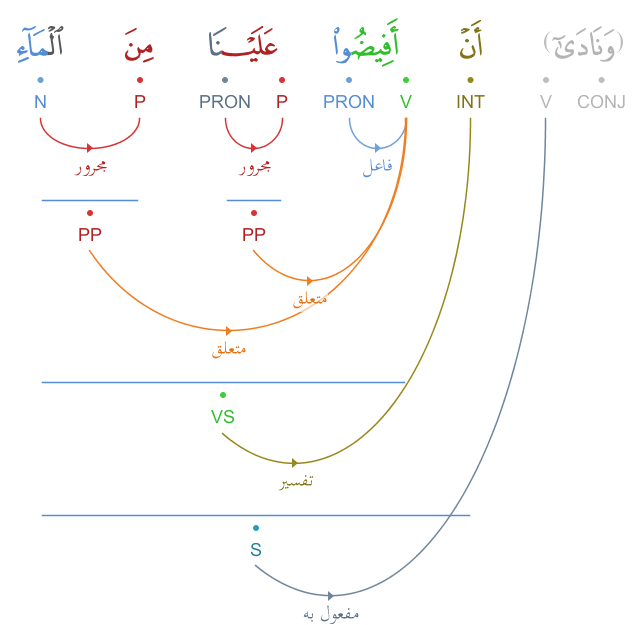 (وَنَادَىٰٓ) أَنْ أَفِيضُوا۟ عَلَيْنَا مِنَ ٱلْمَآءِ
CONJ V INT V PRON P PRON P N
فاعل مجرور مجرور
PP PP
متعلق
متعلق
VS
تفسير
S
مفعول به